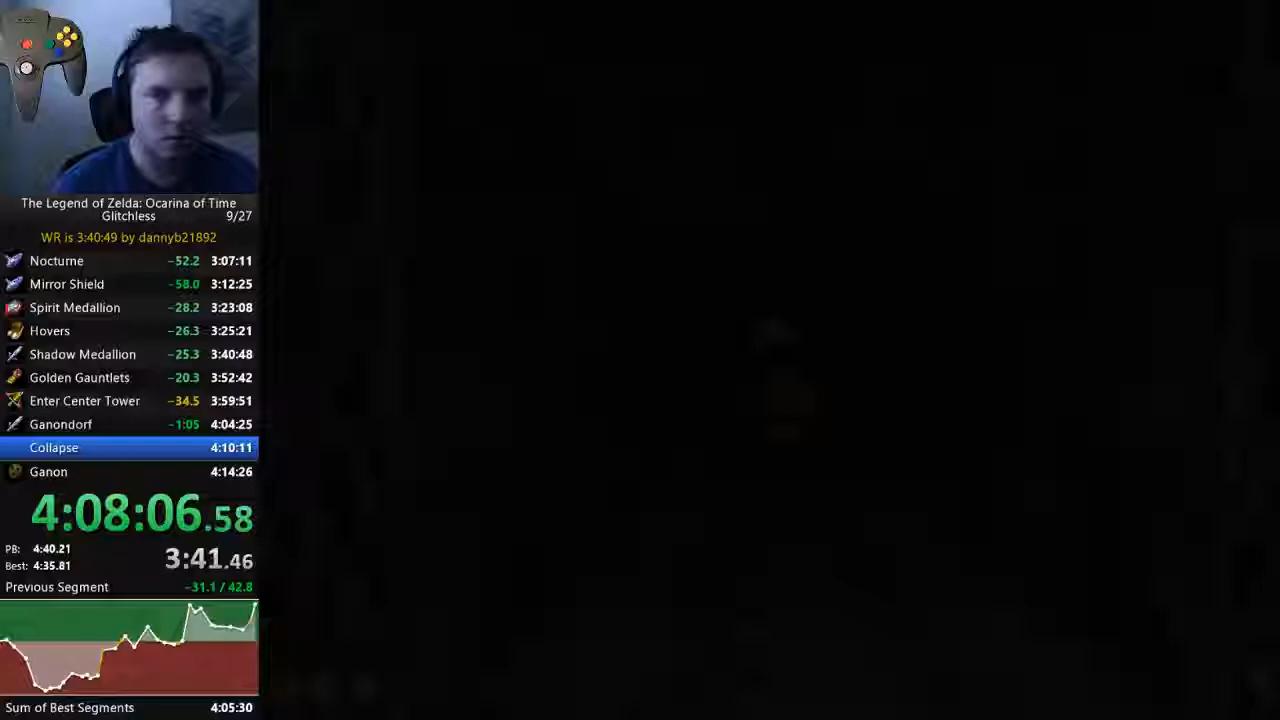 The Legend of Zelda: Ocarina of Time
Glitchless 9/27
WR is 3:40:49 by dannyb21892
Nocturne -52.2 3:07:11
Mirror Shield -58.0 3:12:25
Spirit Medallion -28.2 3:23:08
Hovers -26.3 3:25:21
Shadow Medallion -25.3 3:40:48
Golden Gauntlets -20.3 3:52:42
Enter Center Tower -34.5 3:59:51
Ganondorf -1:05 4:04:25
Collapse 4:10:11
Ganon 4:14:26
4:08:06.58
PB: 4:40.21
Best: 4:35.81
3:41.46
Previous Segment -31.1 / 42.8
Sum of Best Segments 4:05:30